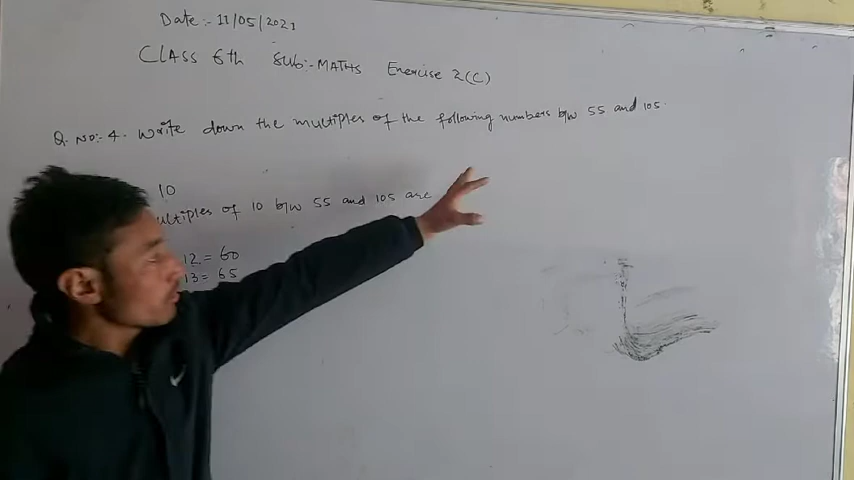 Date:- 11/05/2021
CLASS 6th Sub:- MATHS Exercise 2(C)
Q. No:- 4. Write down the multiples of the following numbers b/w 55 and 105.
10
ultiples of 10 b/w 55 and 105 are
12 = 60
13 = 65